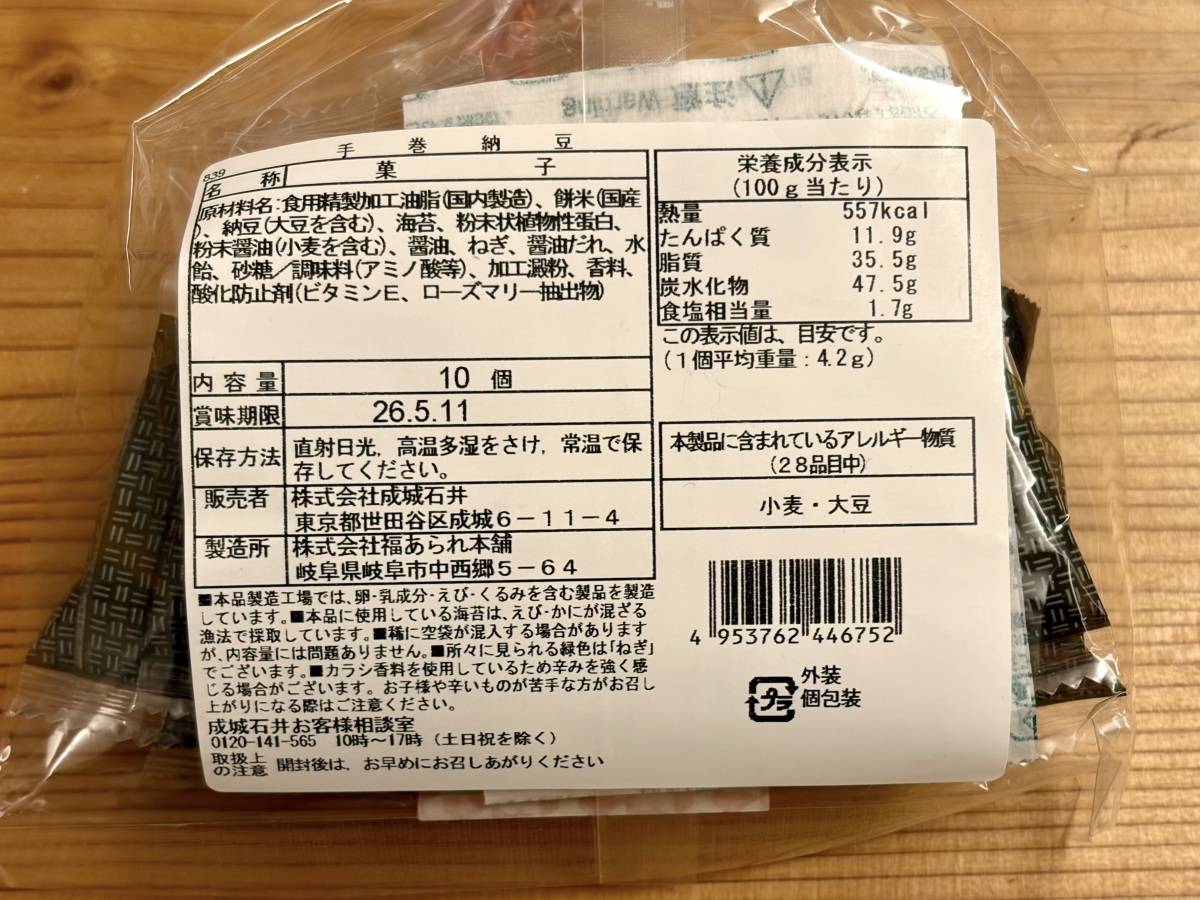 注意 Warning
手巻納豆
839
名称 菓子
原材料名:食用精製加工油脂(国内製造)、餅米(国産
)、納豆(大豆を含む)、海苔、粉末状植物性蛋白、
粉末醤油(小麦を含む)、醤油、ねぎ、醤油だれ、水
飴、砂糖/調味料(アミノ酸等)、加工澱粉、香料、
酸化防止剤(ビタミンE、ローズマリー抽出物)
内容量 10 個
賞味期限 26.5.11
保存方法 直射日光,高温多湿をさけ,常温で保
存してください。
販売者 株式会社成城石井
東京都世田谷区成城6-11-4
製造所 株式会社福あられ本舗
岐阜県岐阜市中西郷5-64
■本品製造工場では、卵・乳成分・えび・くるみを含む製品を製造
しています。■本品に使用している海苔は、えび・かにが混ざる
漁法で採取しています。■稀に空袋が混入する場合があります
が、内容量には問題ありません。■所々に見られる緑色は「ねぎ」
でございます。■カラシ香料を使用しているため辛みを強く感
じる場合がございます。お子様や辛いものが苦手な方がお召し
上がりになる際はご注意ください。
成城石井お客様相談室
0120-141-565 10時~17時(土日祝を除く)
取扱上
の注意 開封後は、お早めにお召しあがりください
栄養成分表示
(100g当たり)
熱量 557kcal
たんぱく質 11.9g
脂質 35.5g
炭水化物 47.5g
食塩相当量 1.7g
この表示値は、目安です。
(1個平均重量:4.2g)
本製品に含まれているアレルギー物質
(28品目中)
小麦・大豆
4 953762 446752
プラ
外装
個包装